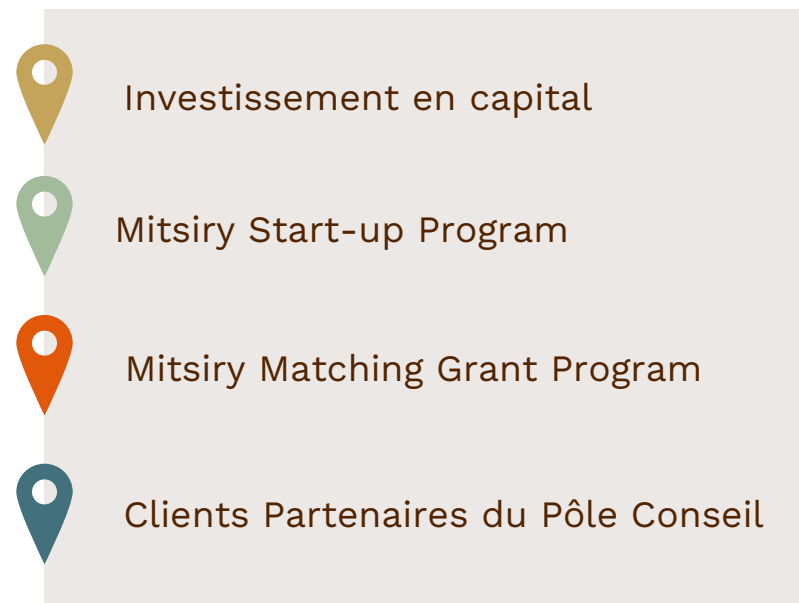 Investissement en capital
Mitsiry Start-up Program
Mitsiry Matching Grant Program
Clients Partenaires du Pôle Conseil